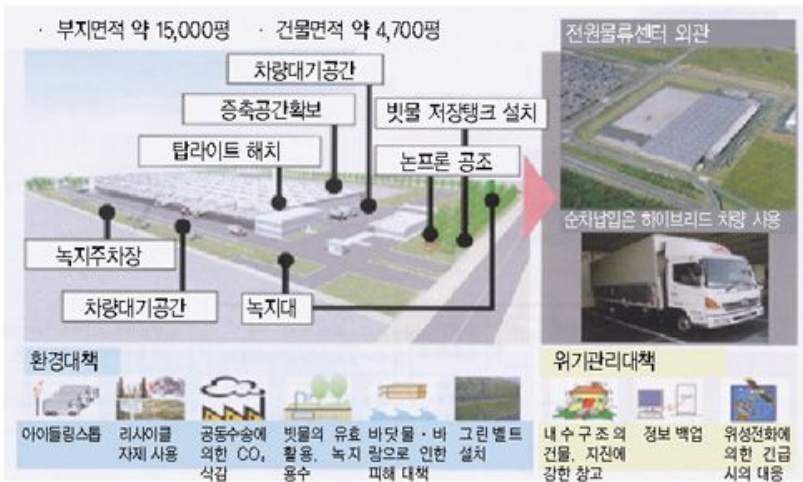 · 부지면적 약 15,000평 · 건물면적 약 4,700평
전원물류센터 외관
차량대기공간
증축공간확보
빗물 저장탱크 설치
탑라이트 해치
논프론 공조
순차납입은 하이브리드 차량 사용
녹지주차장
차량대기공간
녹지대
환경대책
위기관리대책
아이들링스톱
리사이클
자제 사용
공동수송에
의한 CO₂
삭감
빗물의 유효
활용, 녹지
용수
바닷물·바
람으로 인한
피해 대책
그린벨트
설치
내수구조의
건물, 지진에
강한 창고
정보 백업
위성전화에
의한 긴급
시의 대응